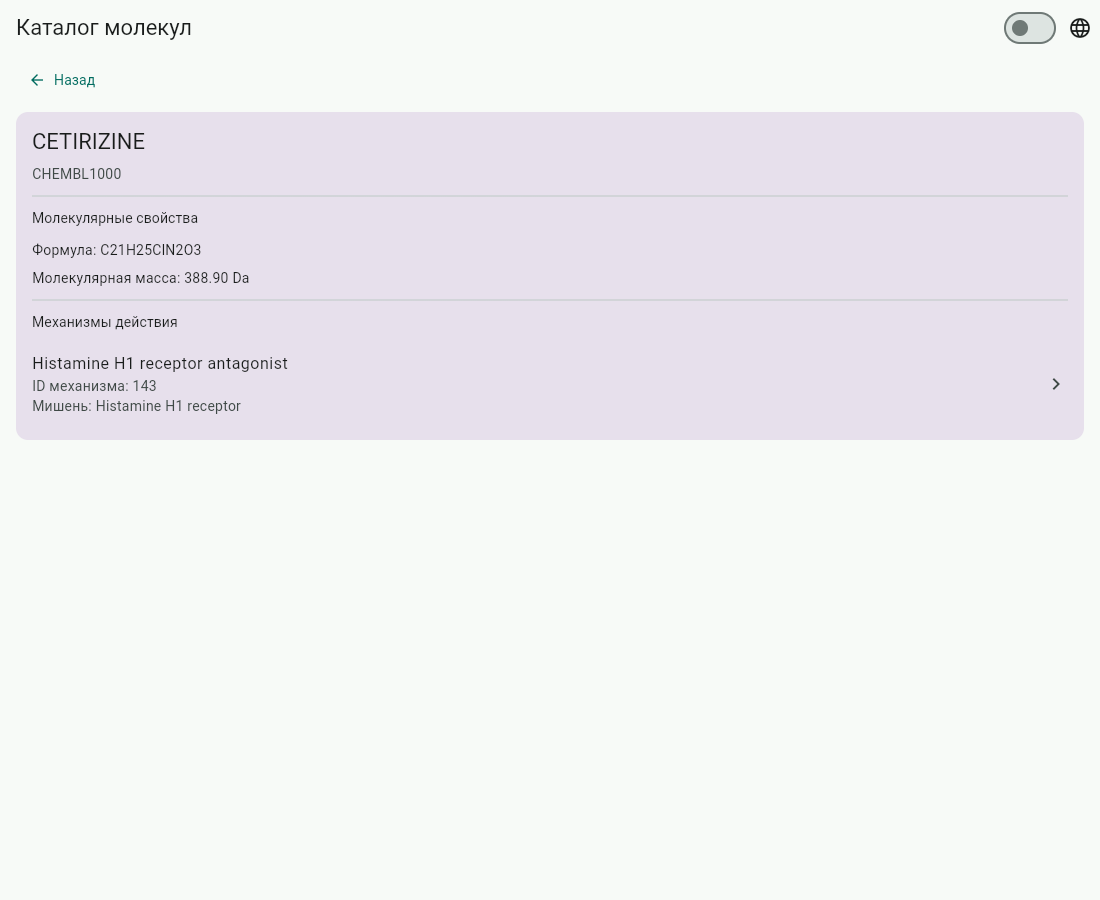 Каталог молекул
Назад
CETIRIZINE
CHEMBL1000
Молекулярные свойства
Формула: C21H25ClN2O3
Молекулярная масса: 388.90 Da
Механизмы действия
Histamine H1 receptor antagonist
ID механизма: 143
Мишень: Histamine H1 receptor